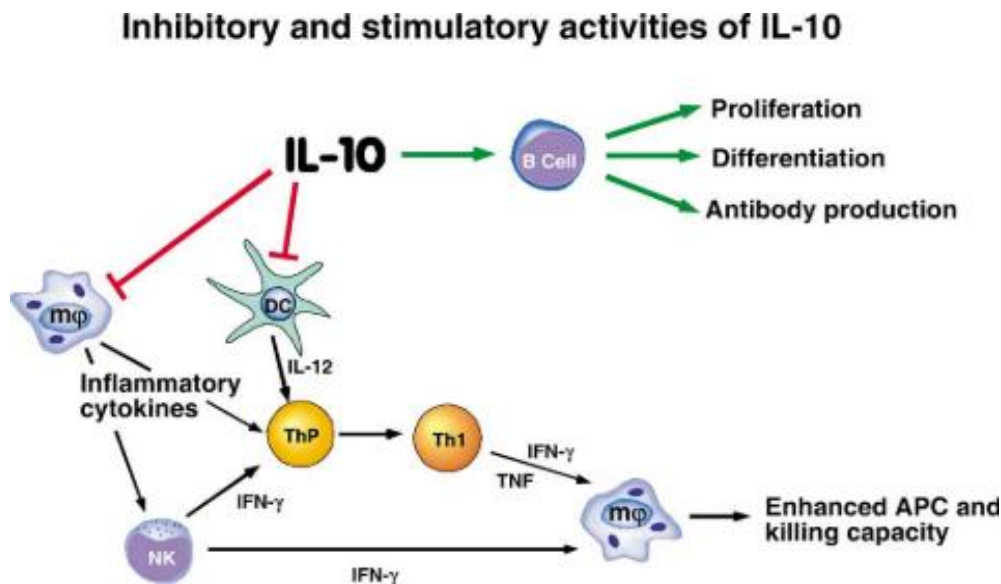 Inhibitory and stimulatory activities of IL-10
Proliferation
IL-10
B Cell
Differentiation
Antibody production
DC
mφ
IL-12
Inflammatory
cytokines
ThP
Th1
IFN-γ
TNF
IFN-γ
mφ
Enhanced APC and
killing capacity
NK
IFN-γ